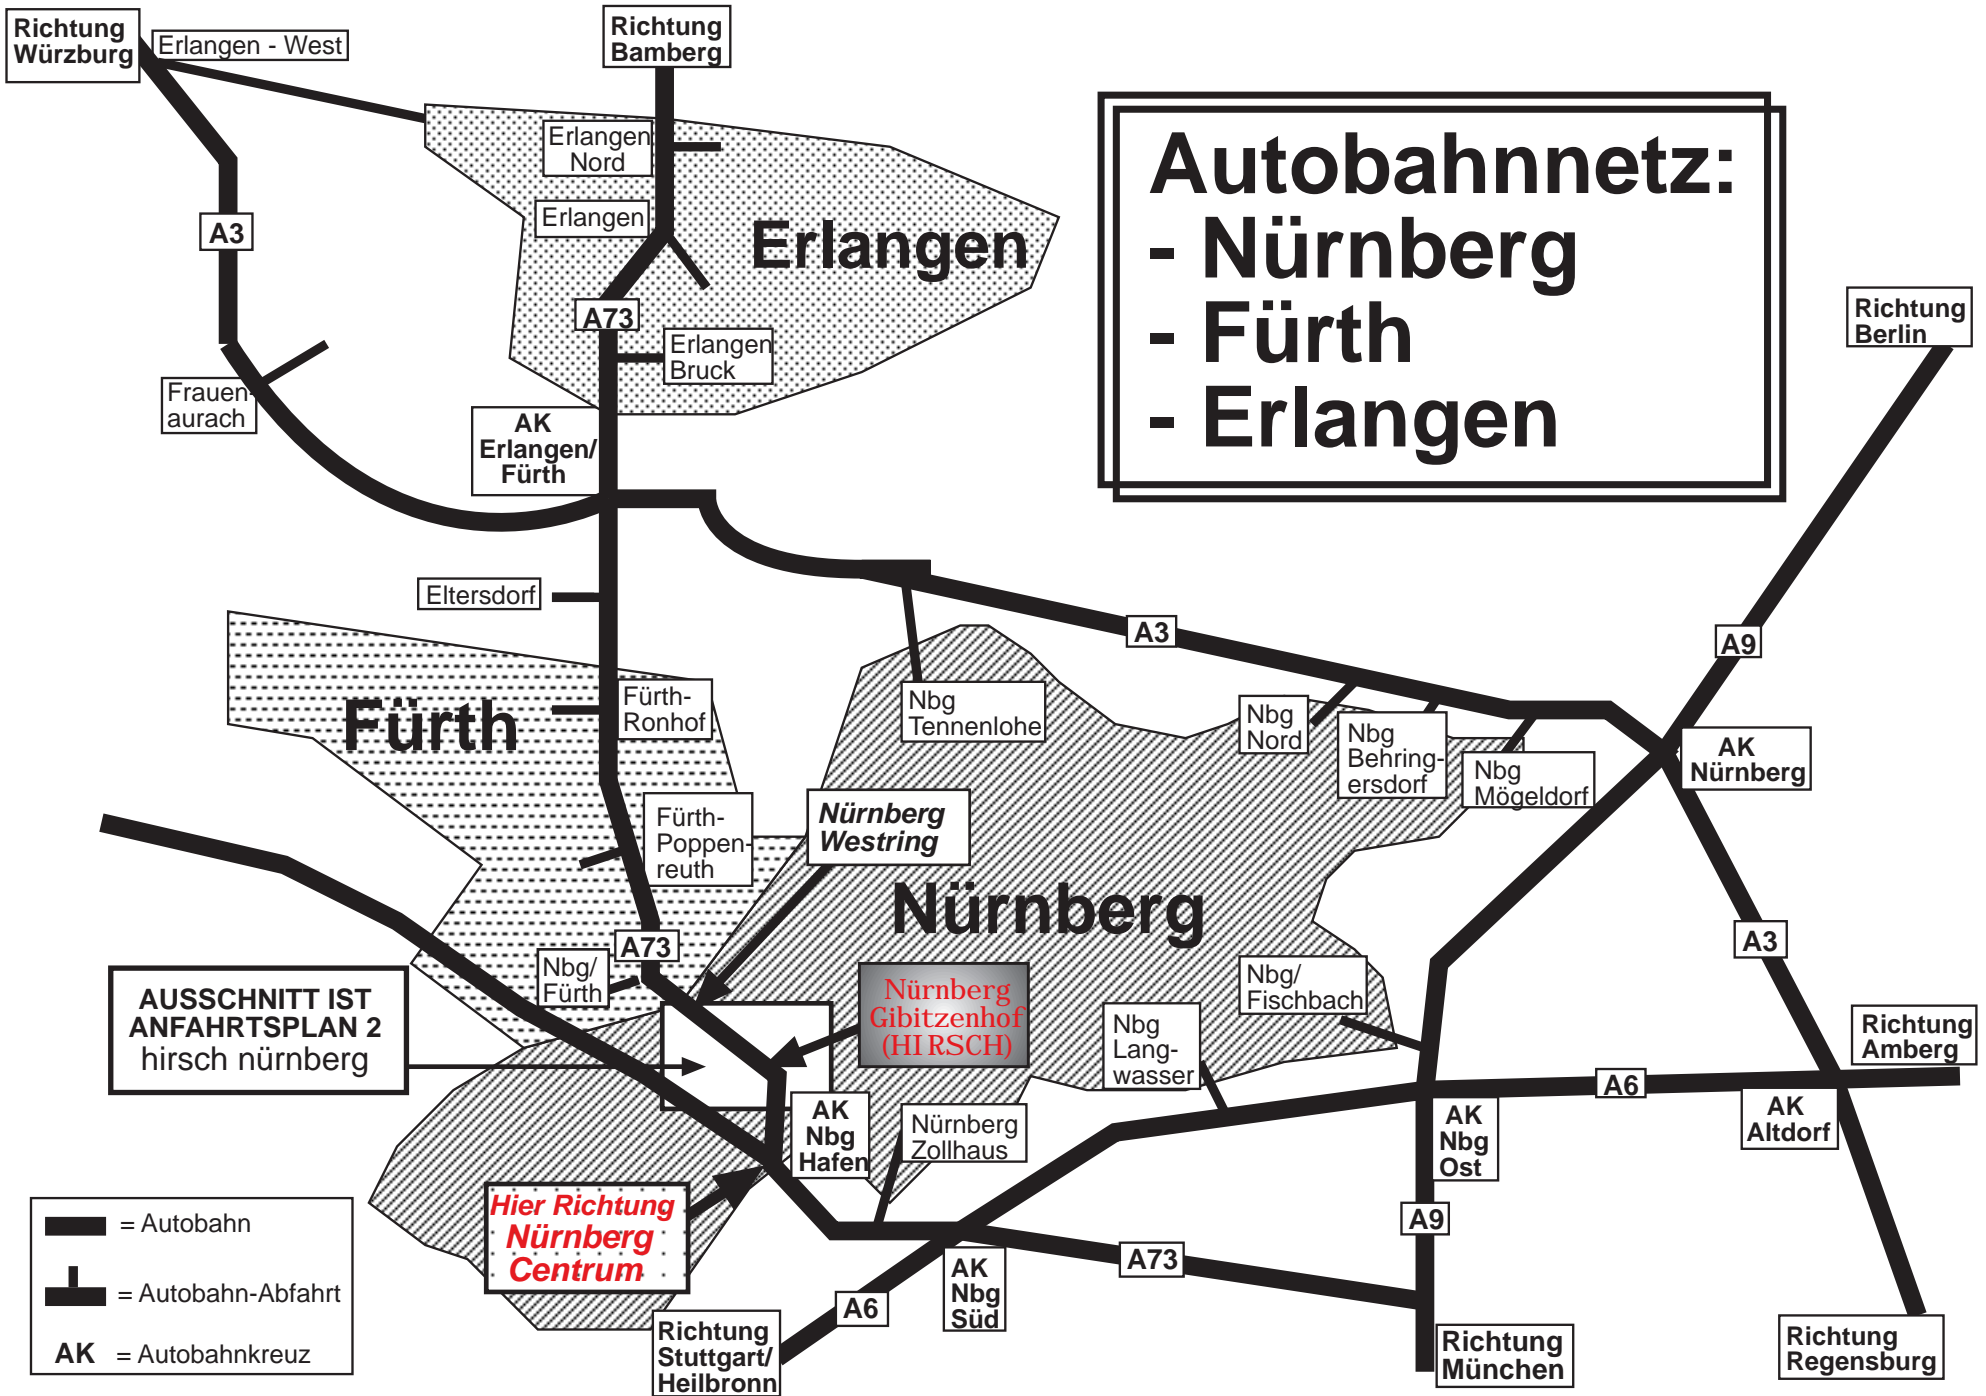 Richtung
Würzburg
Erlangen - West
Richtung
Bamberg
Erlangen
Nord
Erlangen
Erlangen
A3
A73
Erlangen
Bruck
Frauen-
aurach
AK
Erlangen/
Fürth
Autobahnnetz:
- Nürnberg
- Fürth
- Erlangen
Richtung
Berlin
Eltersdorf
A3
A9
Fürth
Fürth-
Ronhof
Nbg
Tennenlohe
Nbg
Nord
Nbg
Behring-
ersdorf
Nbg
Mögeldorf
AK
Nürnberg
Fürth-
Poppen-
reuth
Nürnberg
Westring
Nürnberg
A73
A3
Nbg/
Fürth
AUSSCHNITT IST
ANFAHRTSPLAN 2
hirsch nürnberg
Nürnberg
Gibitzenhof
(HIRSCH)
Nbg/
Fischbach
Nbg
Lang-
wasser
Richtung
Amberg
A6
AK
Nbg
Hafen
Nürnberg
Zollhaus
AK
Nbg
Ost
AK
Altdorf
Hier Richtung
Nürnberg
Centrum
A9
A73
AK
Nbg
Süd
A6
Richtung
Stuttgart/
Heilbronn
Richtung
München
Richtung
Regensburg
= Autobahn
= Autobahn-Abfahrt
AK = Autobahnkreuz